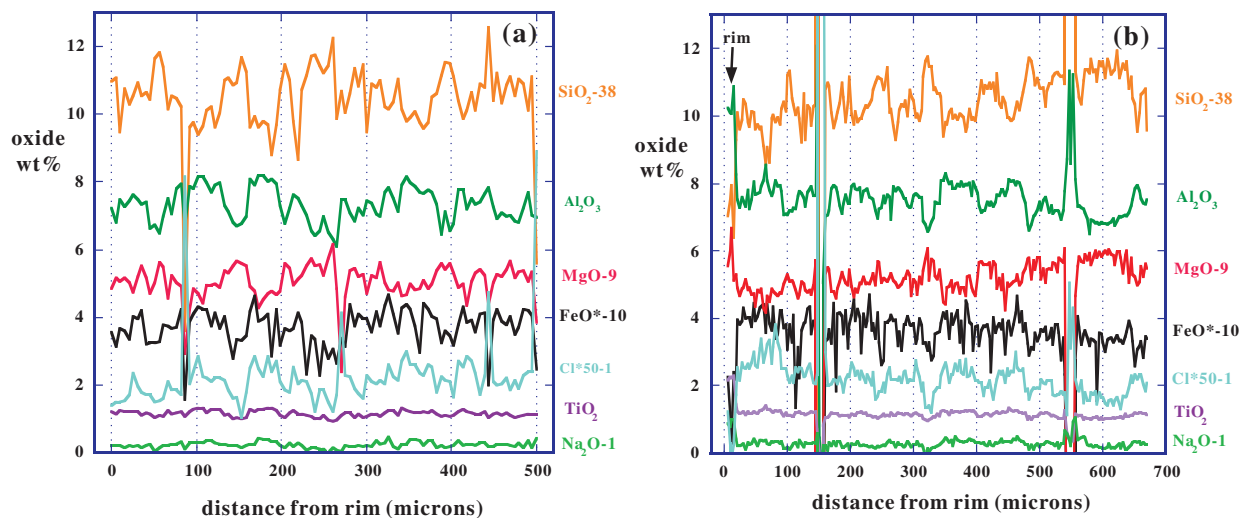 (a)
12
10
8
6
4
2
0
oxide
wt%
0 100 200 300 400 500
distance from rim (microns)
SiO₂-38
Al₂O₃
MgO-9
FeO*-10
Cl*50-1
TiO₂
Na₂O-1
(b)
rim
12
10
8
6
4
2
0
oxide
wt%
0 100 200 300 400 500 600 700
distance from rim (microns)
SiO₂-38
Al₂O₃
MgO-9
FeO*-10
Cl*50-1
TiO₂
Na₂O-1